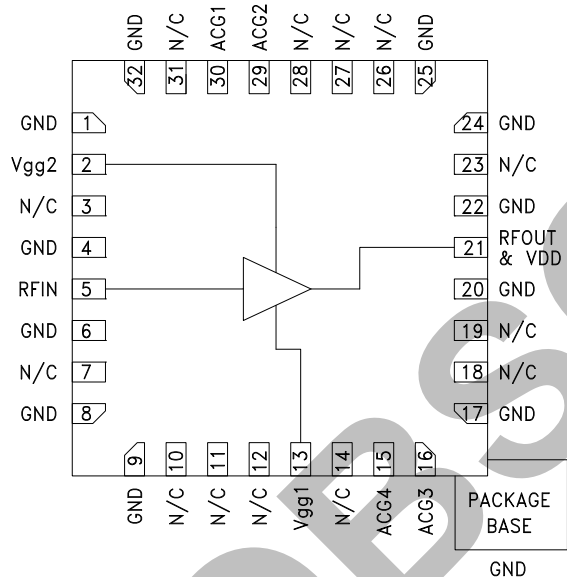 GND
N/C
ACG1
ACG2
N/C
N/C
N/C
GND
32
31
30
29
28
27
26
25
GND 1
Vgg2 2
N/C 3
GND 4
RFIN 5
GND 6
N/C 7
GND 8
24 GND
23 N/C
22 GND
21 RFOUT
& VDD
20 GND
19 N/C
18 N/C
17 GND
9
10
11
12
13
14
15
16
GND
N/C
N/C
N/C
Vgg1
N/C
ACG4
ACG3
PACKAGE
BASE
GND
OBSO